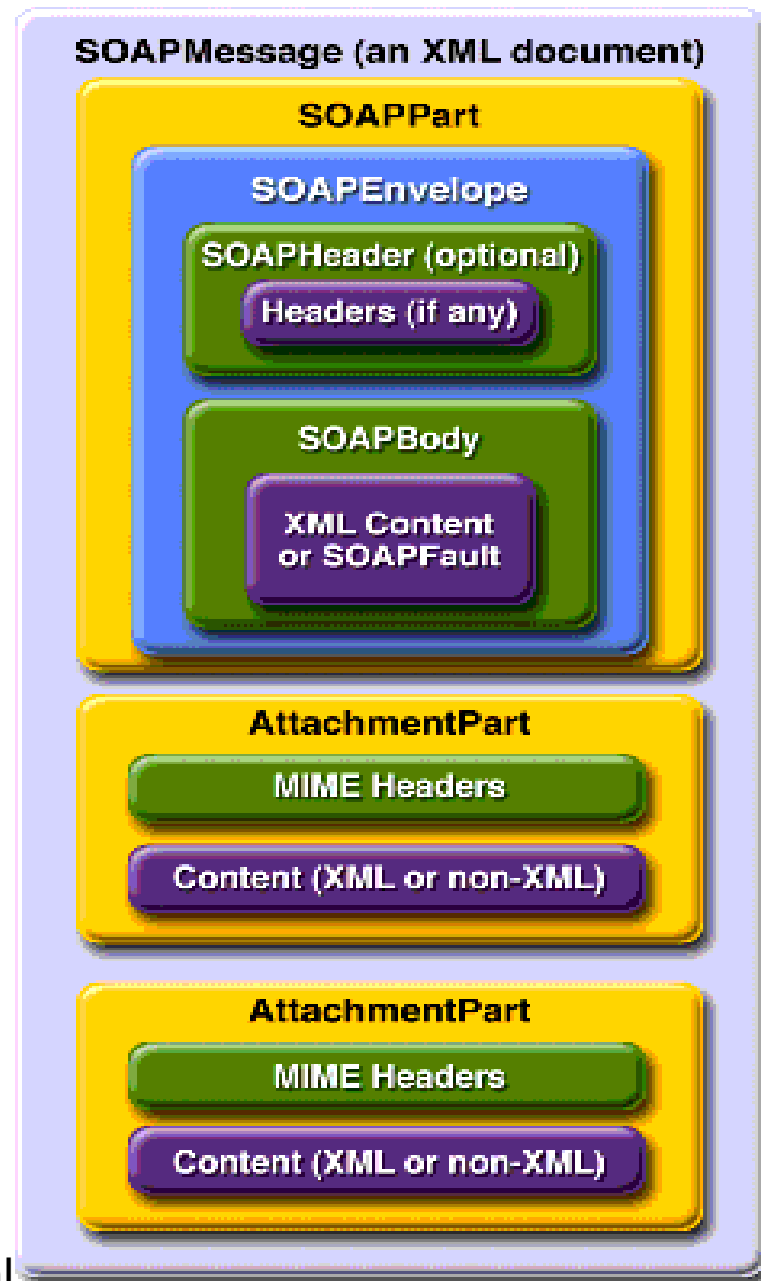 SOAPMessage (an XML document)
SOAPPart
SOAPEnvelope
SOAPHeader (optional)
Headers (if any)
SOAPBody
XML Content
or SOAPFault
AttachmentPart
MIME Headers
Content (XML or non-XML)
AttachmentPart
MIME Headers
Content (XML or non-XML)